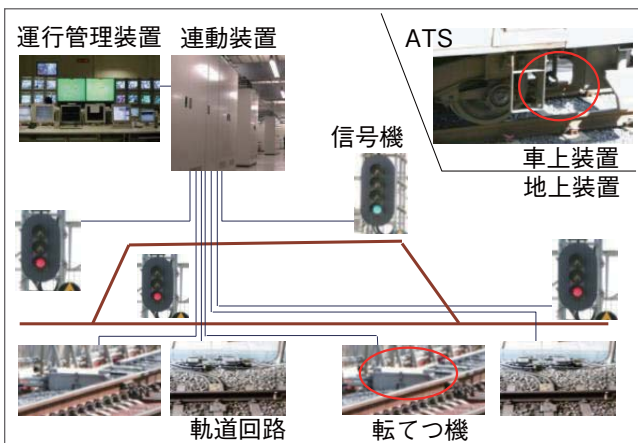 運行管理装置
連動装置
ATS
信号機
車上装置
地上装置
軌道回路
転てつ機